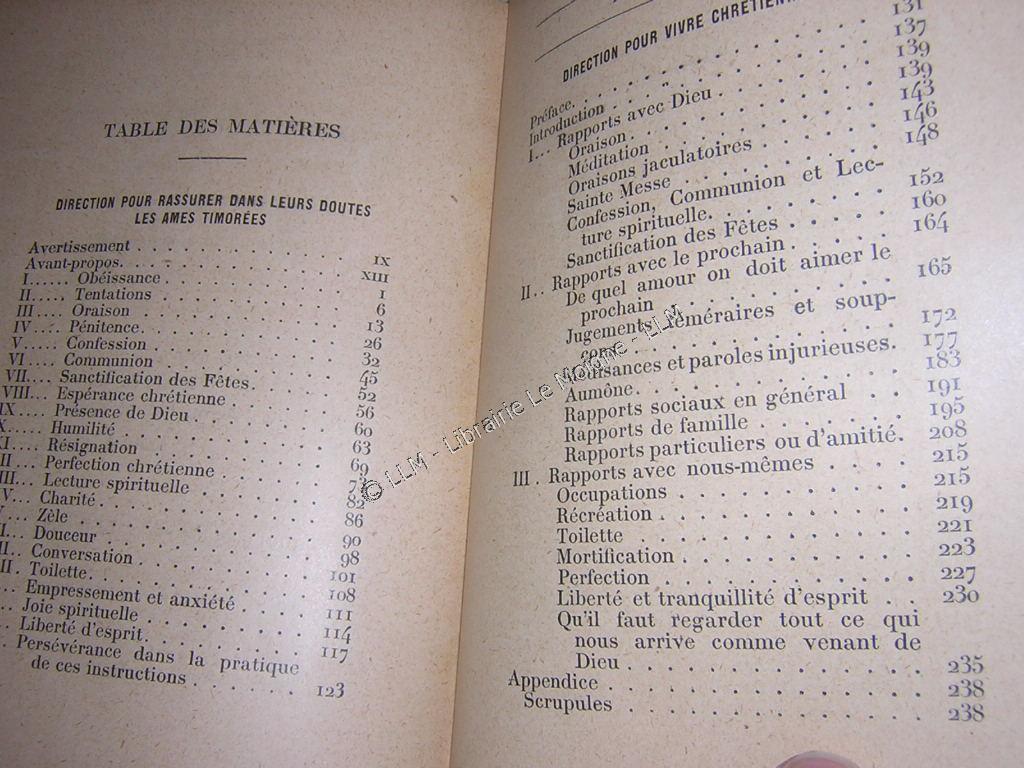 TABLE DES MATIÈRES
DIRECTION POUR RASSURER DANS LEURS DOUTES
LES AMES TIMORÉES
Avertissement . . . . . . . . . . . IX
Avant-propos. . . . . . . . . . . . XIII
I...... Obéissance . . . . . . . . . . 1
II..... Tentations . . . . . . . . . . 6
III.... Oraison . . . . . . . . . . . 13
IV.... Pénitence. . . . . . . . . . . 26
V..... Confession . . . . . . . . . . 32
VI.... Communion . . . . . . . . . . 45
VII... Sanctification des Fêtes. . . . . . 52
VIII... Espérance chrétienne . . . . . . 56
IX.... Présence de Dieu . . . . . . . . 60
X.... Humilité . . . . . . . . . . . 63
XI.... Résignation . . . . . . . . . . 69
II... Perfection chrétienne . . . . . . 73
III... Lecture spirituelle . . . . . . . 82
V... Charité . . . . . . . . . . . . 86
Zèle . . . . . . . . . . . . . 90
I... Douceur . . . . . . . . . . . . 98
II.. Conversation . . . . . . . . . . 101
II. Toilette. . . . . . . . . . . . 108
... Empressement et anxiété . . . . . . 111
.. Joie spirituelle . . . . . . . . . 114
. Liberté d'esprit. . . . . . . . . . 117
Persévérance dans la pratique
de ces instructions . . . . . . . 123
DIRECTION POUR VIVRE CHRÉTIENN
Préface. . . . . . . . . . . . . 131
Introduction . . . . . . . . . . . 137
I... Rapports avec Dieu . . . . . . . 139
Oraison. . . . . . . . . . . . 139
Méditation . . . . . . . . . . 143
Oraisons jaculatoires . . . . . . 146
Sainte Messe . . . . . . . . . 148
Confession, Communion et Lec-
ture spirituelle. . . . . . . . 152
Sanctification des Fêtes . . . . . 160
II.. Rapports avec le prochain . . . . . 164
De quel amour on doit aimer le
prochain . . . . . . . . . . 165
Jugements téméraires et soup-
çons . . . . . . . . . . . 172
Médisances et paroles injurieuses. 177
Aumône. . . . . . . . . . . . 183
Rapports sociaux en général . . 191
Rapports de famille . . . . . . 195
Rapports particuliers ou d'amitié. 208
III. Rapports avec nous-mêmes . . . . 215
Occupations . . . . . . . . . . 215
Récréation . . . . . . . . . . 219
Toilette . . . . . . . . . . . 221
Mortification . . . . . . . . . 223
Perfection . . . . . . . . . . 227
Liberté et tranquillité d'esprit . . 230
Qu'il faut regarder tout ce qui
nous arrive comme venant de
Dieu . . . . . . . . . . . . 235
Appendice . . . . . . . . . . . . 238
Scrupules . . . . . . . . . . . . 238
© LLM - Librairie Le Moigne - LLM